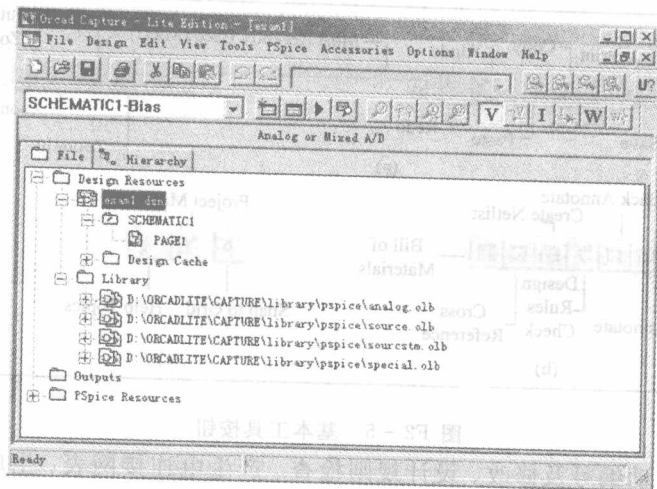 Orcad Capture - Lite Edition - [exam1]
File Design Edit View Tools PSpice Accessories Options Window Help
U?
SCHEMATIC1-Bias
V I W
Analog or Mixed A/D
File Hierarchy
Design Resources
exam1.dsn
SCHEMATIC1
PAGE1
Design Cache
Library
D:\ORCADLITE\CAPTURE\library\pspice\analog.olb
D:\ORCADLITE\CAPTURE\library\pspice\source.olb
D:\ORCADLITE\CAPTURE\library\pspice\sourcstm.olb
D:\ORCADLITE\CAPTURE\library\pspice\special.olb
Outputs
PSpice Resources
Ready
Back Annotate
Create Netlist
Bill of
Materials
Design
Rules
Check
Cross
Reference
(b)
图 F2-5 基本工具按钮